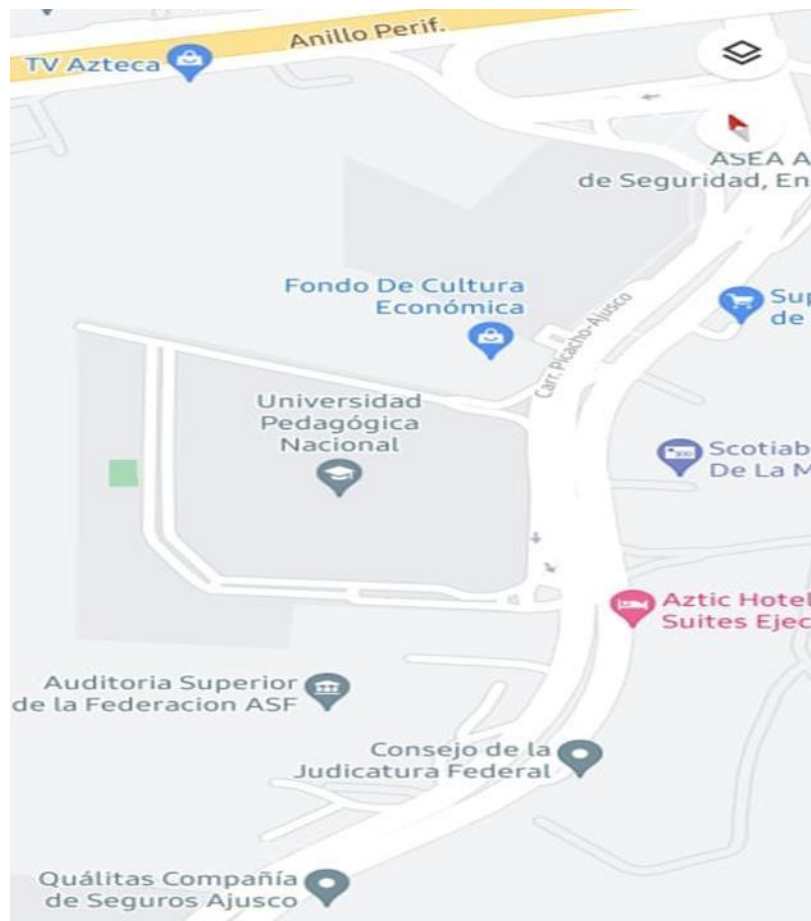 Anillo Perif.
TV Azteca
ASEA A
de Seguridad, En
Fondo De Cultura
Económica
Sup
de
Carr. Picacho-Ajusco
Universidad
Pedagógica
Nacional
Scotiab
De La M
Aztic Hotel
Suites Ejec
Auditoria Superior
de la Federacion ASF
Consejo de la
Judicatura Federal
Quálitas Compañía
de Seguros Ajusco